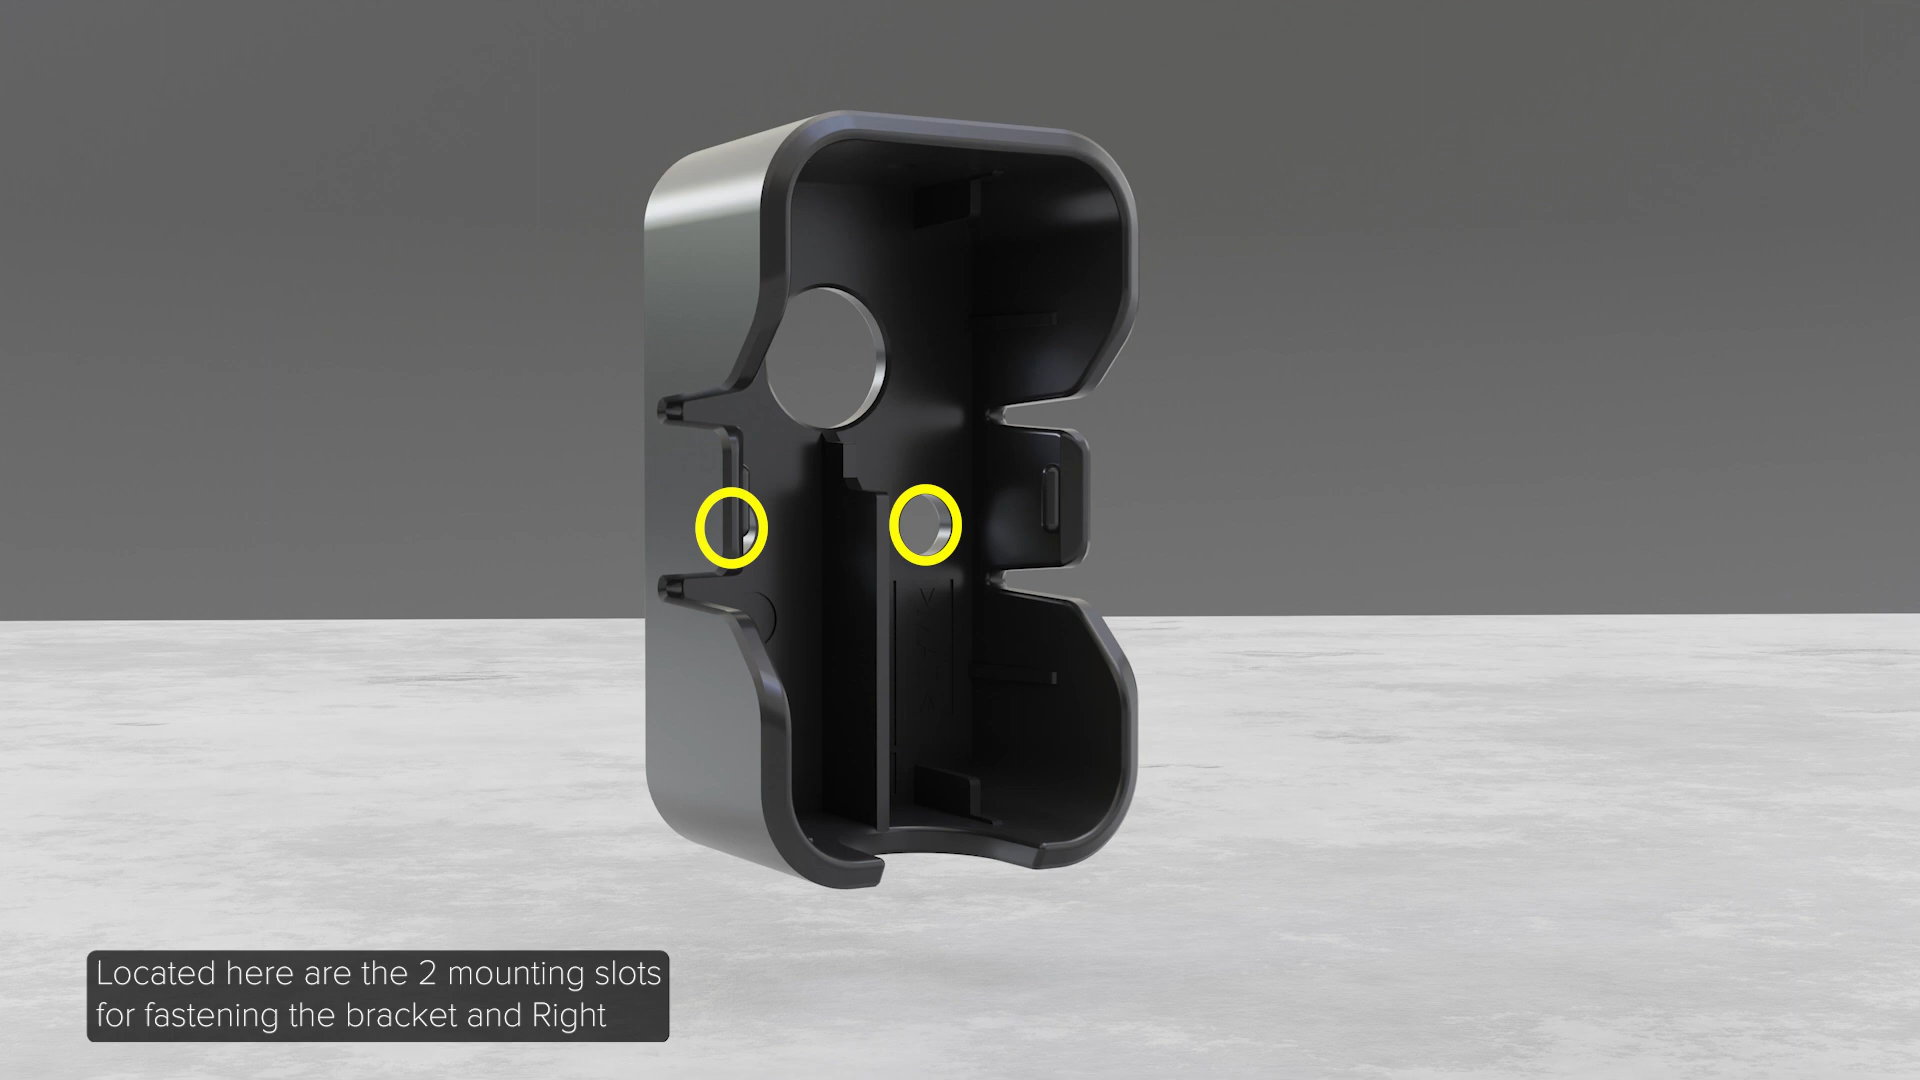 Located here are the 2 mounting slots
for fastening the bracket and Right